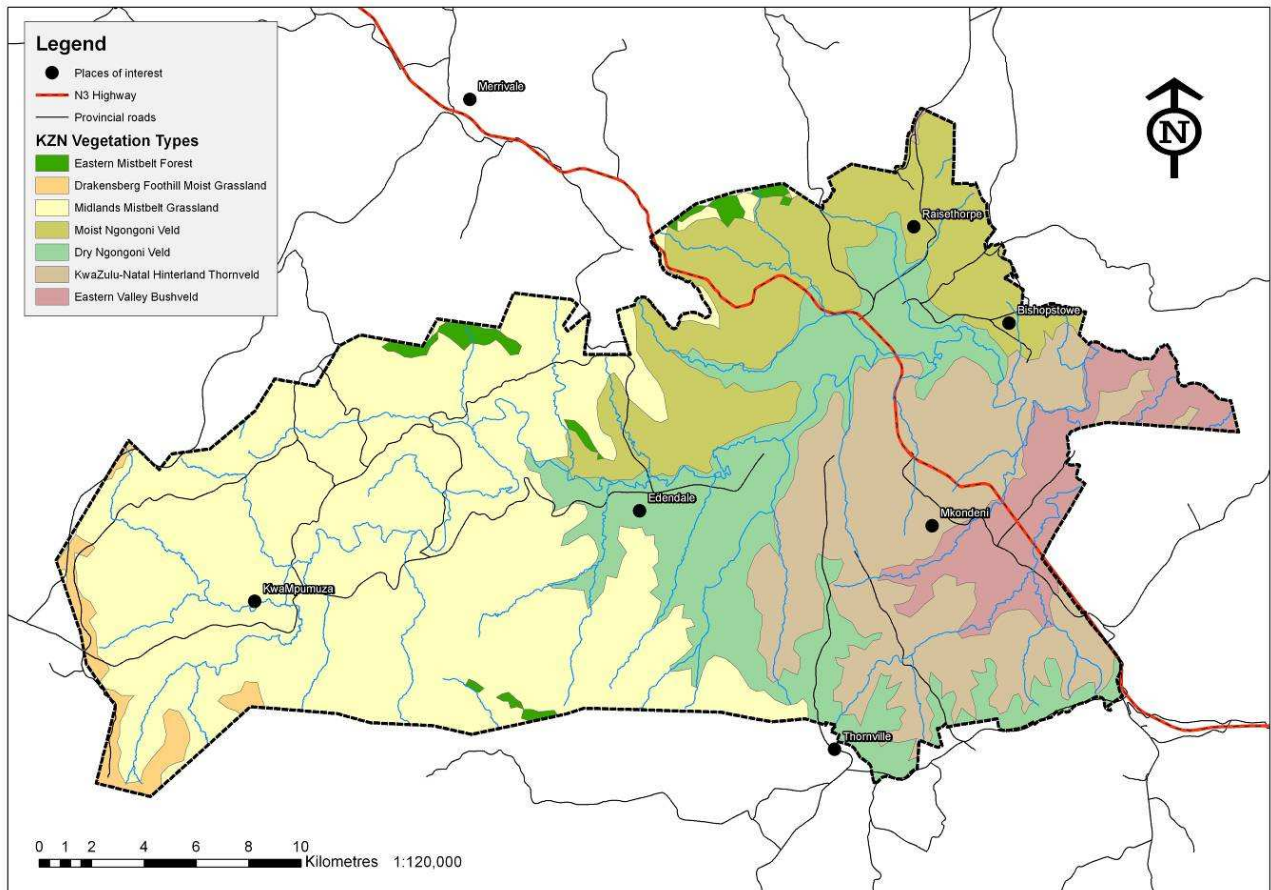 Legend
Places of interest
N3 Highway
Provincial roads
KZN Vegetation Types
Eastern Mistbelt Forest
Drakensberg Foothill Moist Grassland
Midlands Mistbelt Grassland
Moist Ngongoni Veld
Dry Ngongoni Veld
KwaZulu-Natal Hinterland Thornveld
Eastern Valley Bushveld
Merrivale
N
Raisethorpe
Bishopstowe
Edendale
Mkondeni
KwaMpumuza
Thornville
0 1 2 4 6 8 10
Kilometres 1:120,000